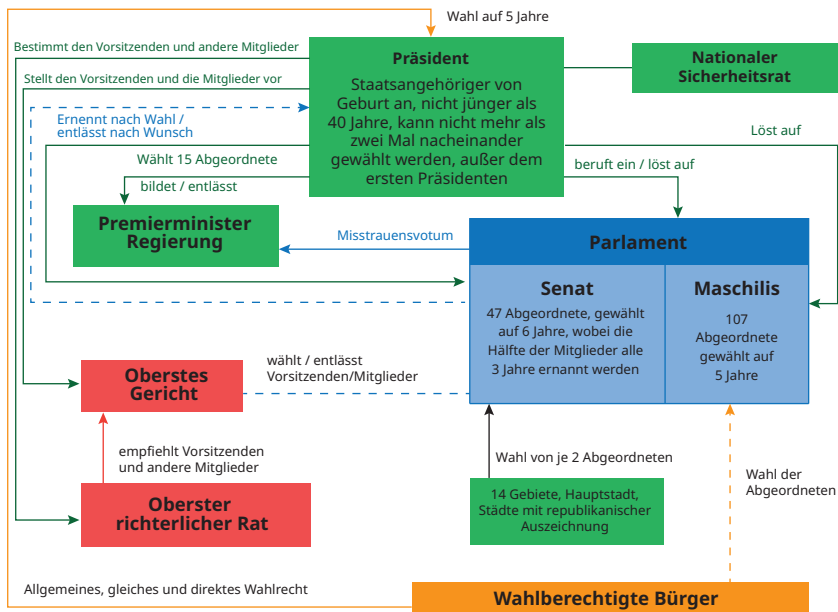 Wahl auf 5 Jahre
Bestimmt den Vorsitzenden und andere Mitglieder
Stellt den Vorsitzenden und die Mitglieder vor
Ernennt nach Wahl /
entlässt nach Wunsch
Wählt 15 Abgeordnete
bildet / entlässt
Präsident
Staatsangehöriger von
Geburt an, nicht jünger als
40 Jahre, kann nicht mehr als
zwei Mal nacheinander
gewählt werden, außer dem
ersten Präsidenten
Nationaler
Sicherheitsrat
Löst auf
beruft ein / löst auf
Premierminister
Regierung
Misstrauensvotum
Parlament
Senat
47 Abgeordnete, gewählt
auf 6 Jahre, wobei die
Hälfte der Mitglieder alle
3 Jahre ernannt werden
Maschilis
107
Abgeordnete
gewählt auf
5 Jahre
Oberstes
Gericht
wählt / entlässt
Vorsitzenden/Mitglieder
empfiehlt Vorsitzenden
und andere Mitglieder
Oberster
richterlicher Rat
Wahl von je 2 Abgeordneten
14 Gebiete, Hauptstadt,
Städte mit republikanischer
Auszeichnung
Wahl der
Abgeordneten
Allgemeines, gleiches und direktes Wahlrecht
Wahlberechtigte Bürger